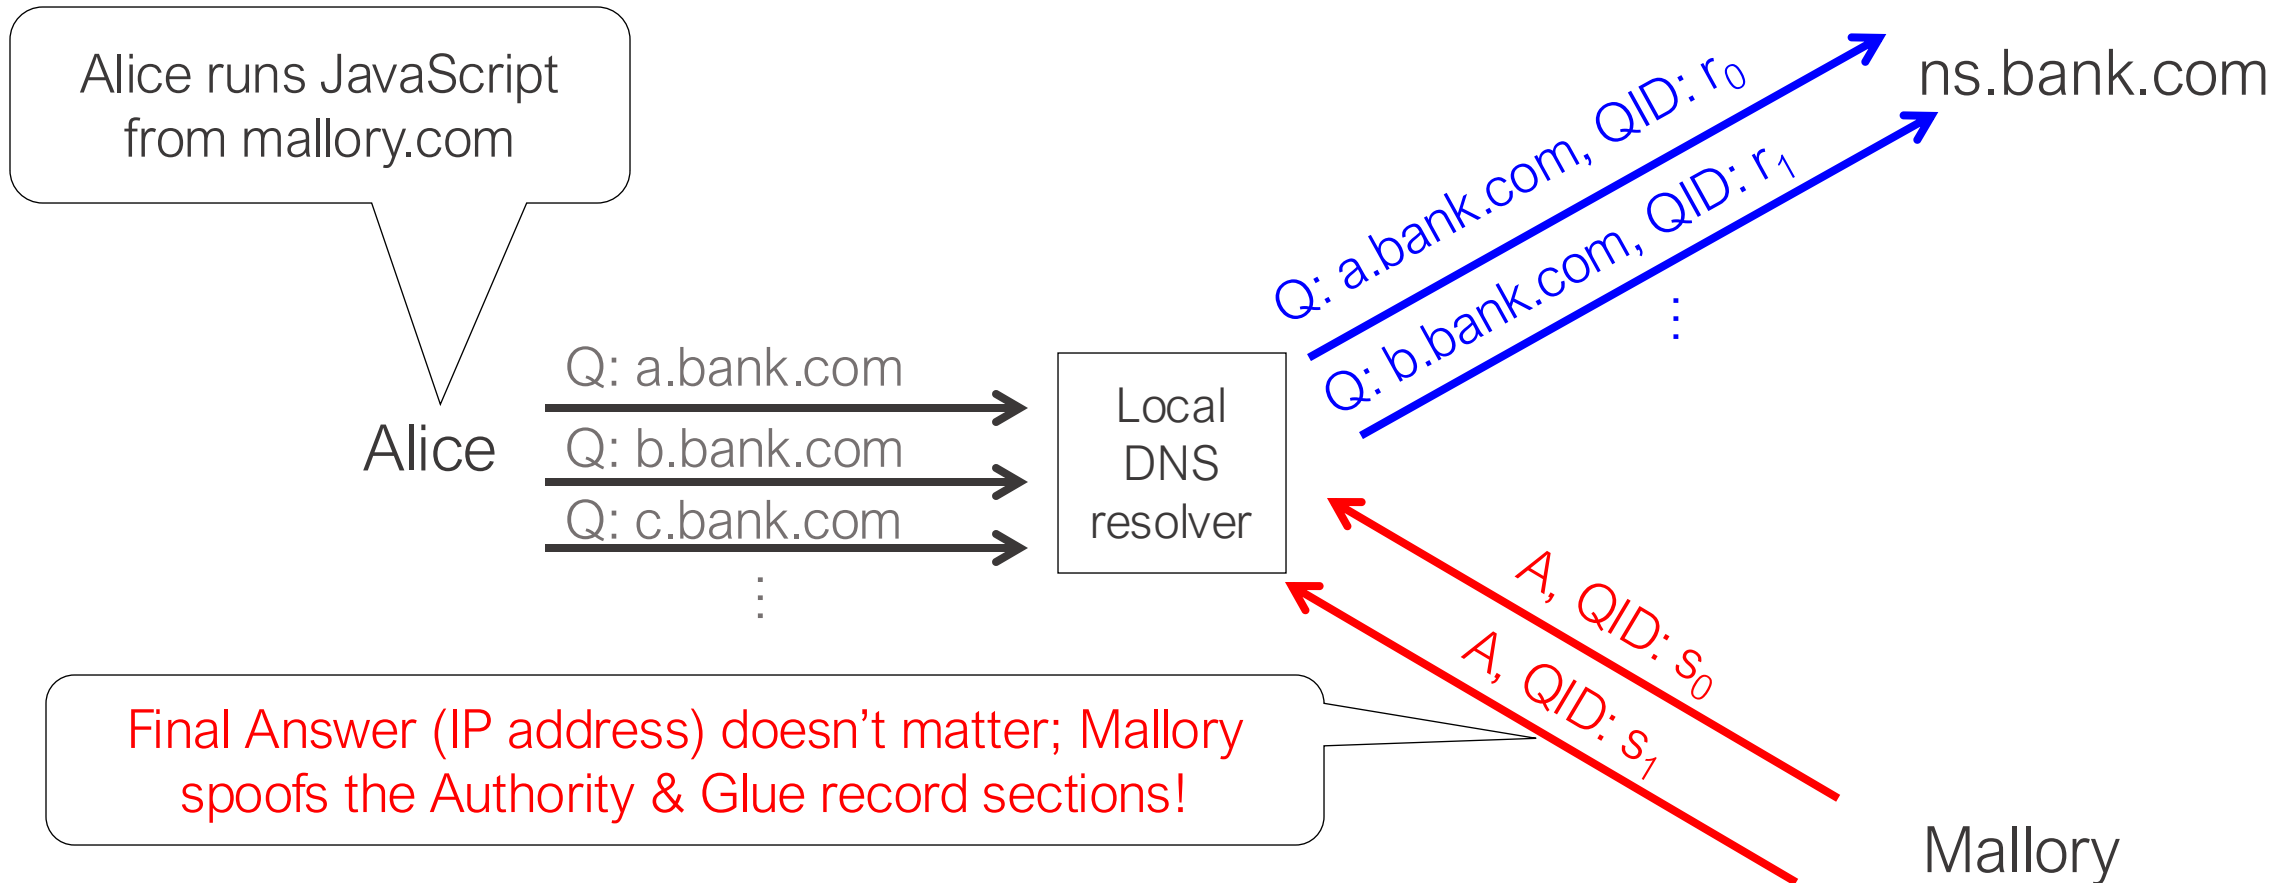 Alice runs JavaScript
from mallory.com
ns.bank.com
Q: a.bank.com, QID: r0
Q: b.bank.com, QID: r1
⋮
Alice
Q: a.bank.com
Q: b.bank.com
Q: c.bank.com
⋮
Local
DNS
resolver
A, QID: s0
A, QID: s1
Final Answer (IP address) doesn’t matter; Mallory
spoofs the Authority & Glue record sections!
Mallory